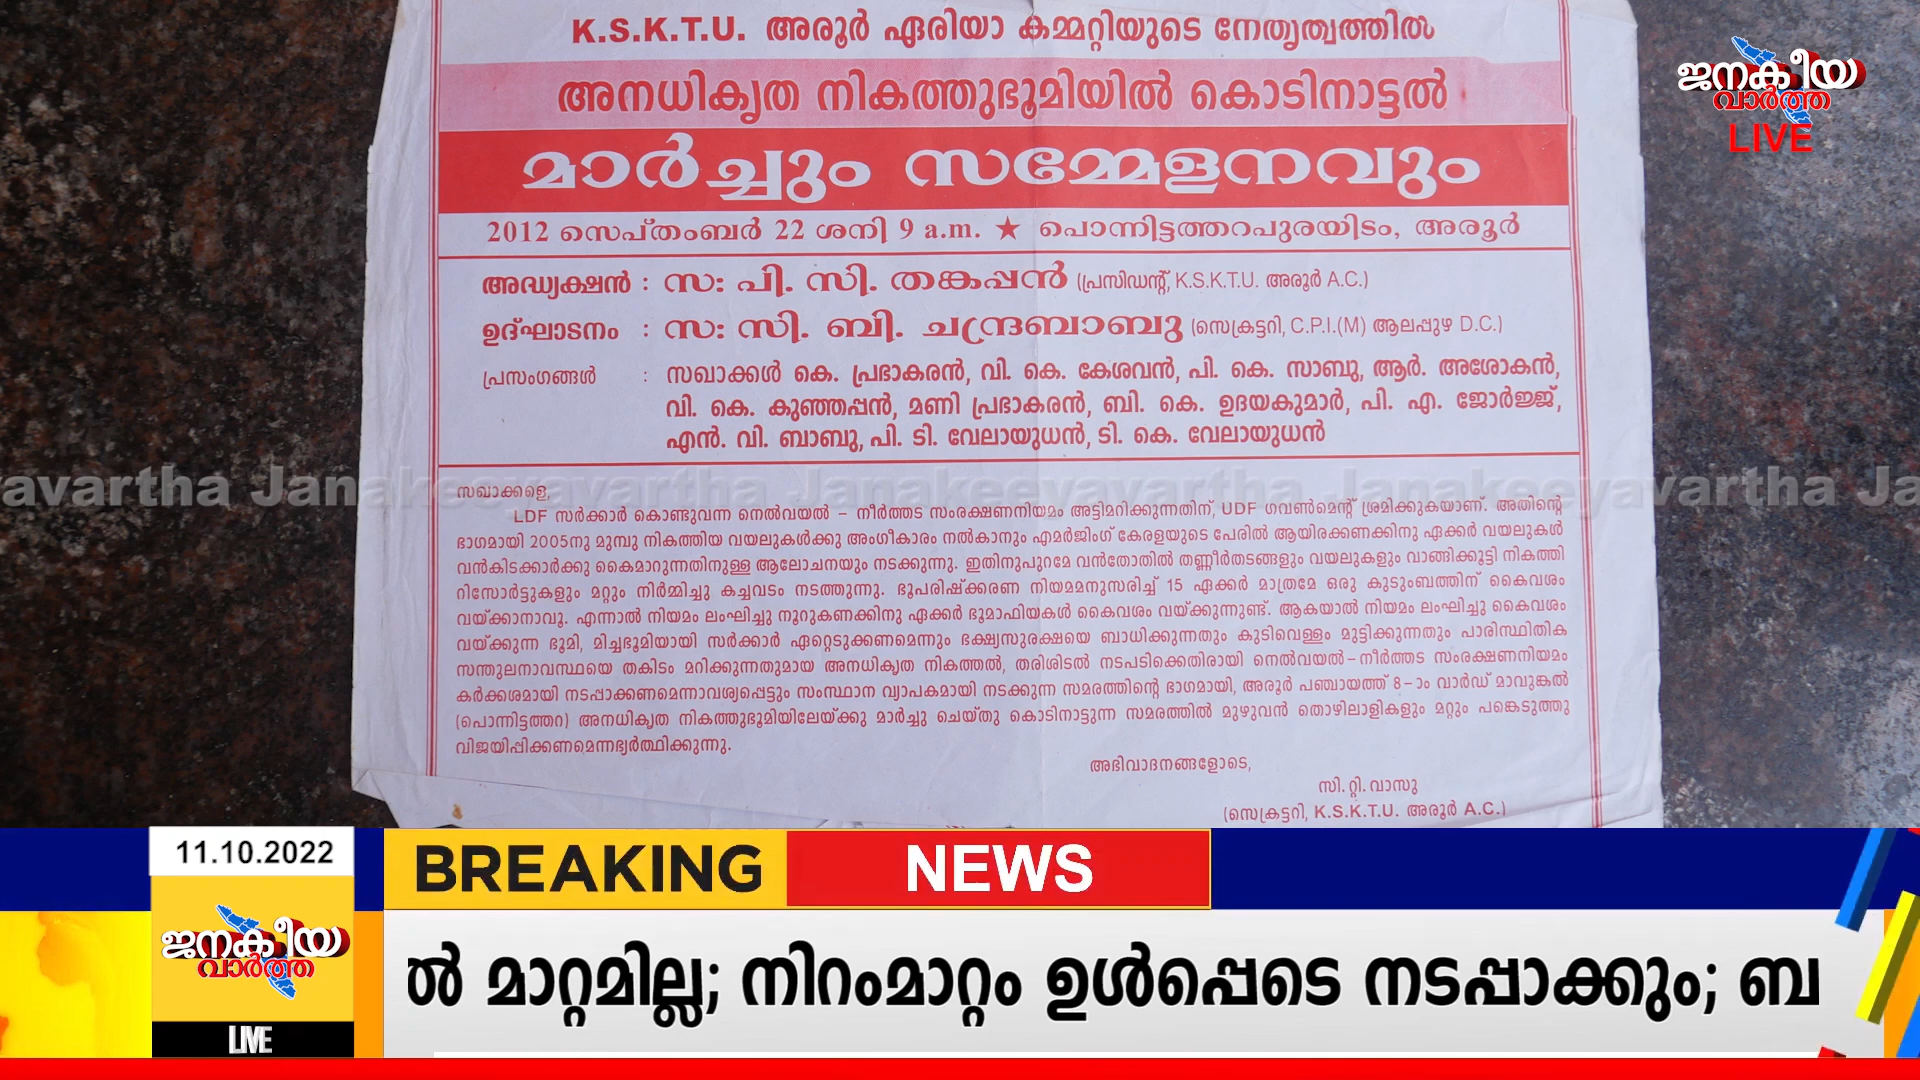 K.S.K.T.U. അരൂർ ഏരിയാ കമ്മറ്റിയുടെ നേതൃത്വത്തിൽ
അനധികൃത നികത്തുഭൂമിയിൽ കൊടിനാട്ടൽ
മാർച്ചും സമ്മേളനവും
2012 സെപ്തംബർ 22 ശനി 9 a.m. ★ പൊന്നിട്ടത്തറപുരയിടം, അരൂർ
അദ്ധ്യക്ഷൻ : സ: പി. സി. തങ്കപ്പൻ (പ്രസിഡന്റ്, K.S.K.T.U. അരൂർ A.C.)
ഉദ്ഘാടനം : സ: സി. ബി. ചന്ദ്രബാബു (സെക്രട്ടറി, C.P.I.(M) ആലപ്പുഴ D.C.)
പ്രസംഗങ്ങൾ : സഖാക്കൾ കെ. പ്രഭാകരൻ, വി. കെ. കേശവൻ, പി. കെ. സാബു, ആർ. അശോകൻ,
വി. കെ. കുഞ്ഞപ്പൻ, മണി പ്രഭാകരൻ, ബി. കെ. ഉദയകുമാർ, പി. എ. ജോർജ്ജ്,
എൻ. വി. ബാബു, പി. ടി. വേലായുധൻ, ടി. കെ. വേലായുധൻ
സഖാക്കളെ,
LDF സർക്കാർ കൊണ്ടുവന്ന നെൽവയൽ – നീർത്തട സംരക്ഷണനിയമം അട്ടിമറിക്കുന്നതിന്, UDF ഗവൺമെന്റ് ശ്രമിക്കുകയാണ്. അതിന്റെ
ഭാഗമായി 2005നു മുമ്പു നികത്തിയ വയലുകൾക്കു അംഗീകാരം നൽകാനും എമർജിംഗ് കേരളയുടെ പേരിൽ ആയിരക്കണക്കിനു ഏക്കർ വയലുകൾ
വൻകിടക്കാർക്കു കൈമാറുന്നതിനുള്ള ആലോചനയും നടക്കുന്നു. ഇതിനുപുറമേ വൻതോതിൽ തണ്ണീർതടങ്ങളും വയലുകളും വാങ്ങിക്കൂട്ടി നികത്തി
റിസോർട്ടുകളും മറ്റും നിർമ്മിച്ചു കച്ചവടം നടത്തുന്നു. ഭൂപരിഷ്ക്കരണ നിയമമനുസരിച്ച് 15 ഏക്കർ മാത്രമേ ഒരു കുടുംബത്തിന് കൈവശം
വയ്ക്കാനാവൂ. എന്നാൽ നിയമം ലംഘിച്ചു നൂറുകണക്കിനു ഏക്കർ ഭൂമാഫിയകൾ കൈവശം വയ്ക്കുന്നുണ്ട്. ആകയാൽ നിയമം ലംഘിച്ചു കൈവശം
വയ്ക്കുന്ന ഭൂമി, മിച്ചഭൂമിയായി സർക്കാർ ഏറ്റെടുക്കണമെന്നും ഭക്ഷ്യസുരക്ഷയെ ബാധിക്കുന്നതും കുടിവെള്ളം മുട്ടിക്കുന്നതും പാരിസ്ഥിതിക
സന്തുലനാവസ്ഥയെ തകിടം മറിക്കുന്നതുമായ അനധികൃത നികത്തൽ, തരിശിടൽ നടപടിക്കെതിരായി നെൽവയൽ–നീർത്തട സംരക്ഷണനിയമം
കർക്കശമായി നടപ്പാക്കണമെന്നാവശ്യപ്പെട്ടും സംസ്ഥാന വ്യാപകമായി നടക്കുന്ന സമരത്തിന്റെ ഭാഗമായി, അരൂർ പഞ്ചായത്ത് 8–ാം വാർഡ് മാവുങ്കൽ
(പൊന്നിട്ടത്തറ) അനധികൃത നികത്തുഭൂമിയിലേയ്ക്കു മാർച്ചു ചെയ്തു കൊടിനാട്ടുന്ന സമരത്തിൽ മുഴുവൻ തൊഴിലാളികളും മറ്റും പങ്കെടുത്തു
വിജയിപ്പിക്കണമെന്നഭ്യർത്ഥിക്കുന്നു.
അഭിവാദനങ്ങളോടെ,
സി.റ്റി.വാസു
(സെക്രട്ടറി, K.S.K.T.U. അരൂർ A.C.)
ജനകീയ
വാർത്ത
LIVE
avartha Janakeeyavartha Janakeeyavartha Ja
11.10.2022
BREAKING NEWS
ജനകീയ
വാർത്ത
LIVE
ൽ മാറ്റമില്ല; നിറംമാറ്റം ഉൾപ്പെടെ നടപ്പാക്കും; ബ